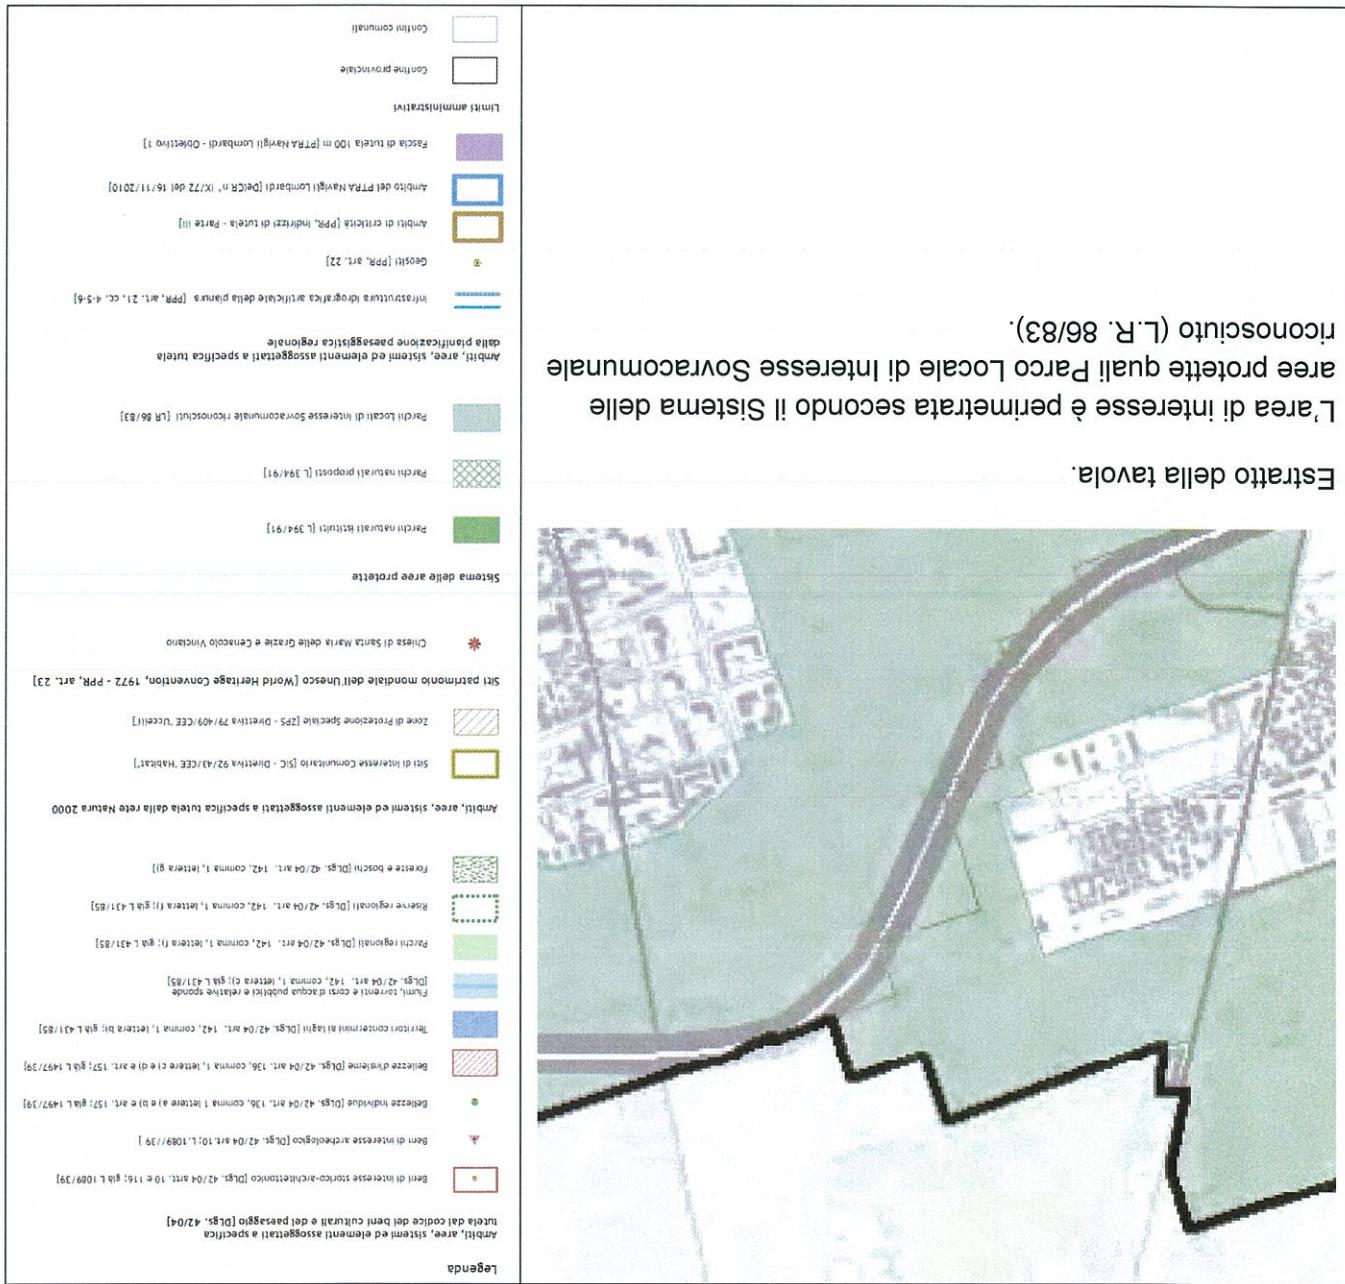 Estratto della tavola.
L'area di interesse è perimetrata secondo il Sistema delle
aree protette quali Parco Locale di Interesse Sovracomunale
riconosciuto (L.R. 86/83).
Legenda
Ambiti, aree, sistemi ed elementi assoggettati a specifica
tutela dal codice dei beni culturali e del paesaggio [DLgs. 42/04]
Beni di interesse storico-architettonico [DLgs. 42/04 artt. 10 e 116; già L 1089/39]
Beni di interesse archeologico [DLgs. 42/04 art.10; L.1089//39 ]
Bellezze individue [DLgs. 42/04 art. 136, comma 1 lettere a) e b) e art. 157; già L 1497/39]
Bellezze d'insieme [DLgs. 42/04 art. 136, comma 1, lettere c) e d) e art. 157; già L 1497/39]
Territori contermini ai laghi [DLgs. 42/04 art. 142, comma 1, lettera b); già L 431/85]
Fiumi, torrenti e corsi d'acqua pubblici e relative sponde
[DLgs. 42/04 art. 142, comma 1, lettera c); già L 431/85]
Parchi regionali [DLgs. 42/04 art. 142, comma 1, lettera f); già L 431/85]
Riserve regionali [DLgs. 42/04 art. 142, comma 1, lettera f); già L 431/85]
Foreste e boschi [DLgs. 42/04 art. 142, comma 1, lettera g)]
Ambiti, aree, sistemi ed elementi assoggettati a specifica tutela dalla rete Natura 2000
Siti di Interesse Comunitario [SIC - Direttiva 92/43/CEE "Habitat"]
Zone di Protezione Speciale [ZPS - Direttiva 79/409/CEE "Uccelli"]
Siti patrimonio mondiale dell'Unesco [World Heritage Convention, 1972 - PPR, art. 23]
Chiesa di Santa Maria delle Grazie e Cenacolo Vinciano
Sistema delle aree protette
Parchi naturali istituiti [L 394/91]
Parchi naturali proposti [L 394/91]
Parchi Locali di Interesse Sovracomunale riconosciuti [LR 86/83]
Ambiti, aree, sistemi ed elementi assoggettati a specifica tutela
dalla pianificazione paesaggistica regionale
Infrastruttura idrografica artificiale della pianura [PPR, art. 21, cc. 4-5-6]
Geositi [PPR, art. 22]
Ambiti di criticità [PPR, Indirizzi di tutela - Parte III]
Ambito del PTRA Navigli Lombardi [DelCR n° IX/72 del 16/11/2010]
Fascia di tutela 100 m [PTRA Navigli Lombardi - Obiettivo 1]
Limiti amministrativi
Confine provinciale
Confini comunali